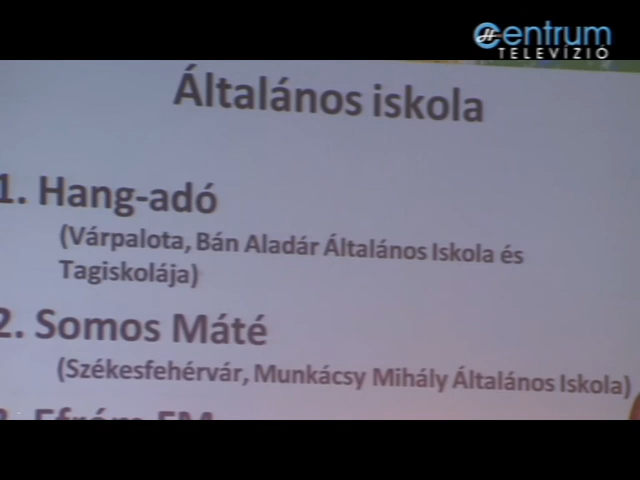 Centrum
TELEVÍZIÓ
Általános iskola
1. Hang-adó
(Várpalota, Bán Aladár Általános Iskola és
Tagiskolája)
2. Somos Máté
(Székesfehérvár, Munkácsy Mihály Általános Iskola)